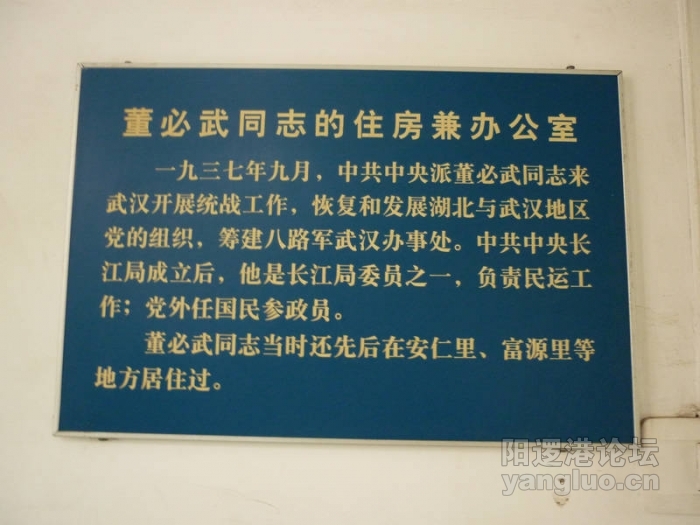 董必武同志的住房兼办公室
一九三七年九月，中共中央派董必武同志来
武汉开展统战工作，恢复和发展湖北与武汉地区
党的组织，筹建八路军武汉办事处。中共中央长
江局成立后，他是长江局委员之一，负责民运工
作；党外任国民参政员。
董必武同志当时还先后在安仁里、富源里等
地方居住过。
阳逻港论坛
yangluo.cn